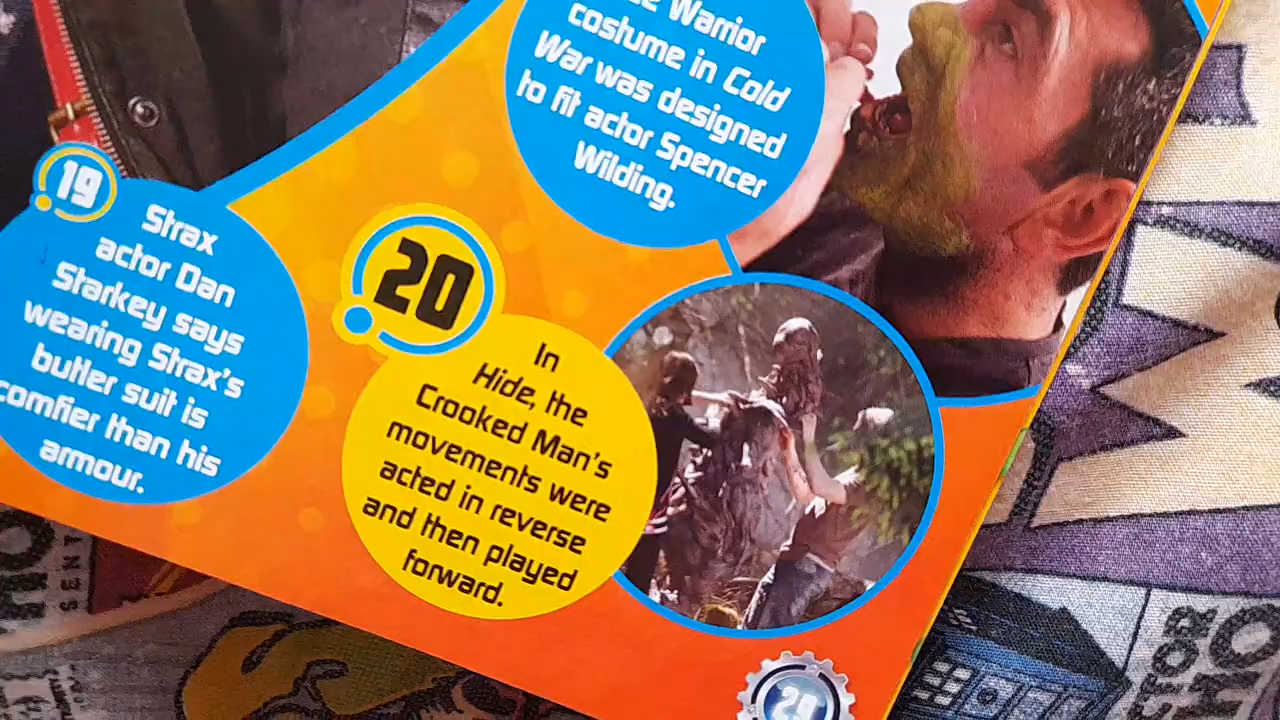 Warrior
costume in Cold
War was designed
to fit actor Spencer
Wilding.
19
Strax
actor Dan
Starkey says
wearing Strax's
butler suit is
comfier than his
armour.
20
In
Hide, the
Crooked Man's
movements were
acted in reverse
and then played
forward.
SENT